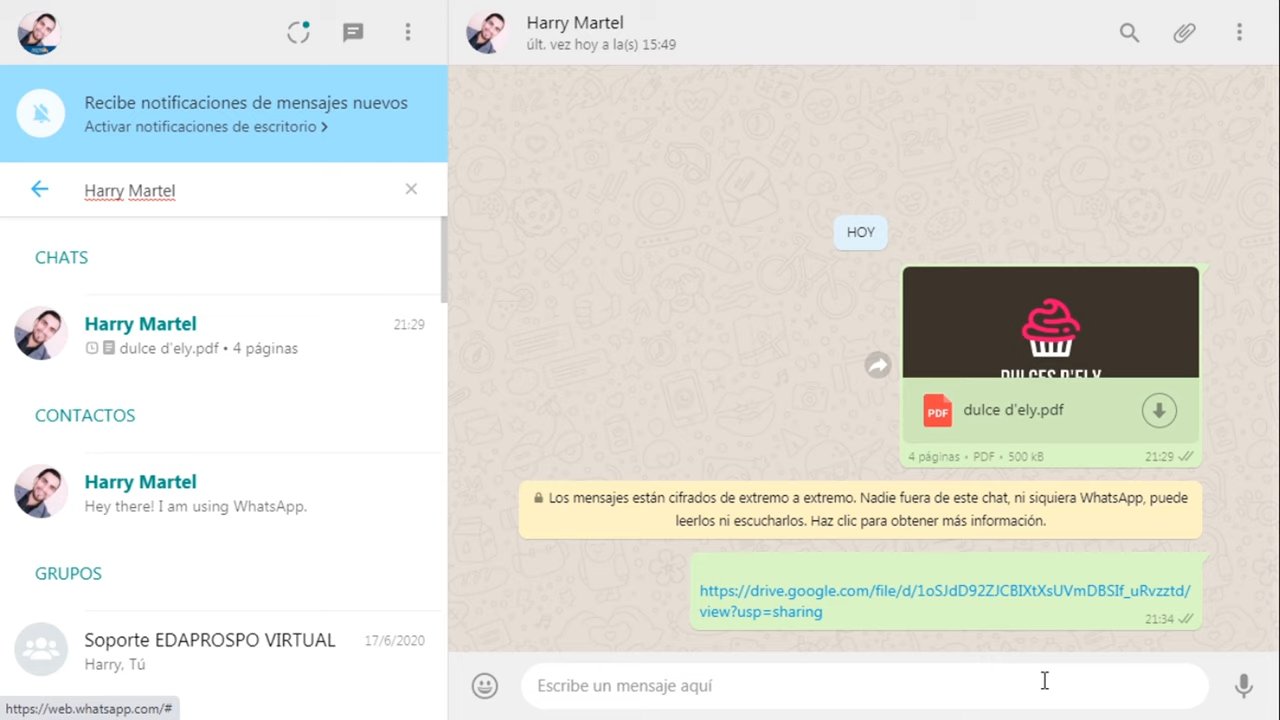 Recibe notificaciones de mensajes nuevos
Activar notificaciones de escritorio >
Harry Martel
CHATS
Harry Martel
21:29
dulce d'ely.pdf • 4 páginas
CONTACTOS
Harry Martel
Hey there! I am using WhatsApp.
GRUPOS
Soporte EDAPROSPO VIRTUAL
17/6/2020
Harry, Tú
https://web.whatsapp.com/#
Harry Martel
últ. vez hoy a la(s) 15:49
HOY
DULCES D'ELY
PDF
dulce d'ely.pdf
4 páginas • PDF • 500 kB
21:29
Los mensajes están cifrados de extremo a extremo. Nadie fuera de este chat, ni siquiera WhatsApp, puede
leerlos ni escucharlos. Haz clic para obtener más información.
https://drive.google.com/file/d/1oSJdD92ZJCBIXtXsUVmDBSIf_uRvzztd/
view?usp=sharing
21:34
Escribe un mensaje aquí